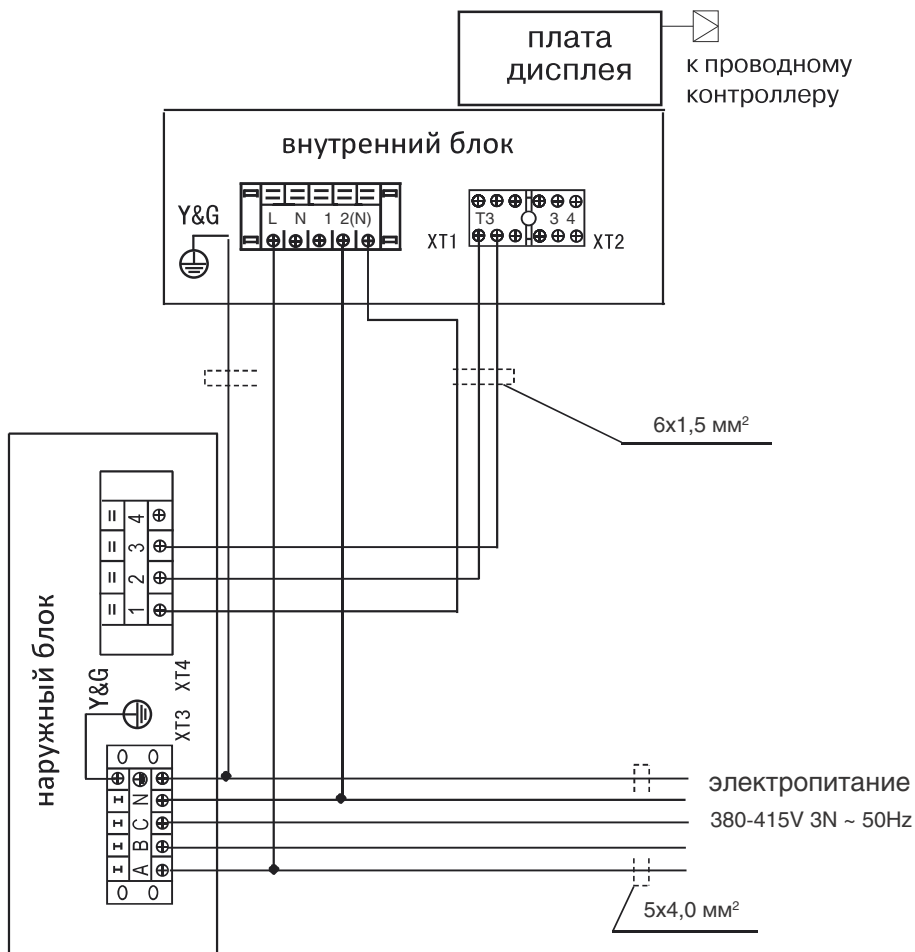 плата
дисплея
к проводному
контроллеру
внутренний блок
Y&G
L N 1 2(N)
XT1
T3 3 4
XT2
6x1,5 мм²
наружный блок
4
3
2
1
Y&G
XT4
XT3
N
C
B
A
электропитание
380-415V 3N ~ 50Hz
5x4,0 мм²